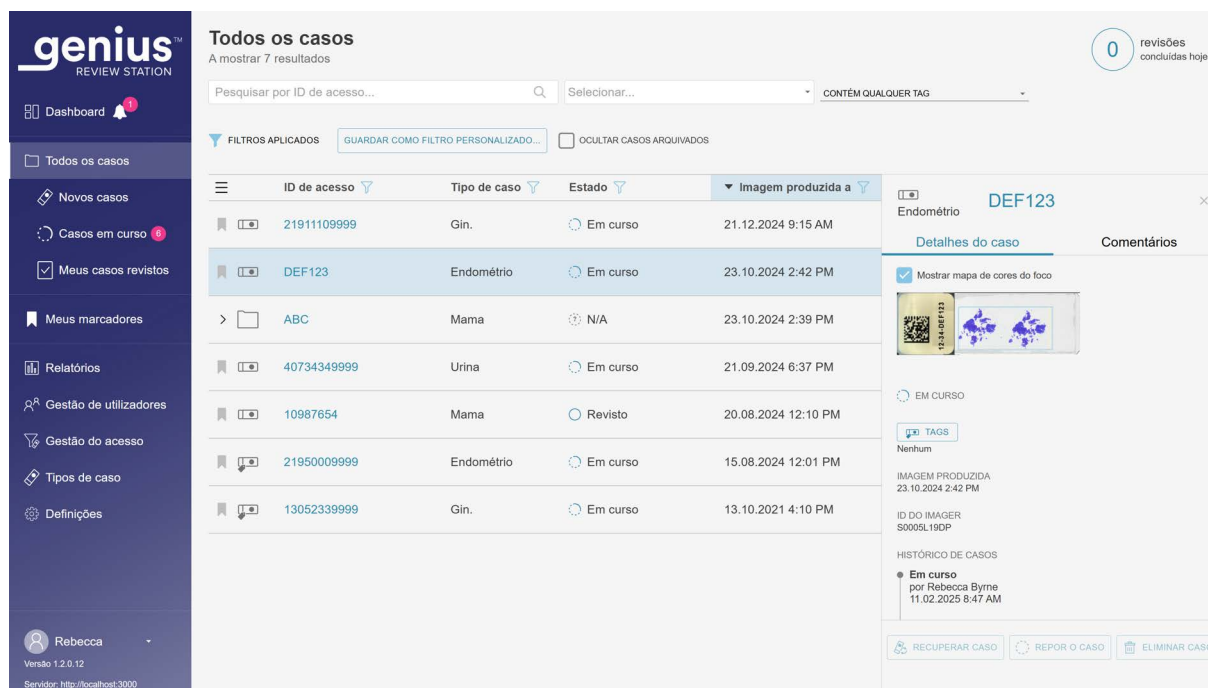 genius™
REVIEW STATION
Dashboard 1
Todos os casos
Novos casos
Casos em curso 6
Meus casos revistos
Meus marcadores
Relatórios
Gestão de utilizadores
Gestão do acesso
Tipos de caso
Definições
Rebecca
Versão 1.2.0.12
Servidor: http://localhost:3000
Todos os casos
A mostrar 7 resultados
0 revisões
concluídas hoje
Pesquisar por ID de acesso... Selecionar... CONTÉM QUALQUER TAG
FILTROS APLICADOS GUARDAR COMO FILTRO PERSONALIZADO... OCULTAR CASOS ARQUIVADOS
ID de acesso Tipo de caso Estado Imagem produzida a
21911109999 Gin. Em curso 21.12.2024 9:15 AM
DEF123 Endométrio Em curso 23.10.2024 2:42 PM
ABC Mama N/A 23.10.2024 2:39 PM
40734349999 Urina Em curso 21.09.2024 6:37 PM
10987654 Mama Revisto 20.08.2024 12:10 PM
21950009999 Endométrio Em curso 15.08.2024 12:01 PM
13052339999 Gin. Em curso 13.10.2021 4:10 PM
Endométrio DEF123
Detalhes do caso Comentários
Mostrar mapa de cores do foco
12-34-DEF123
EM CURSO
TAGS
Nenhum
IMAGEM PRODUZIDA
23.10.2024 2:42 PM
ID DO IMAGER
S0005L19DP
HISTÓRICO DE CASOS
Em curso
por Rebecca Byrne
11.02.2025 8:47 AM
RECUPERAR CASO REPOR O CASO ELIMINAR CASO